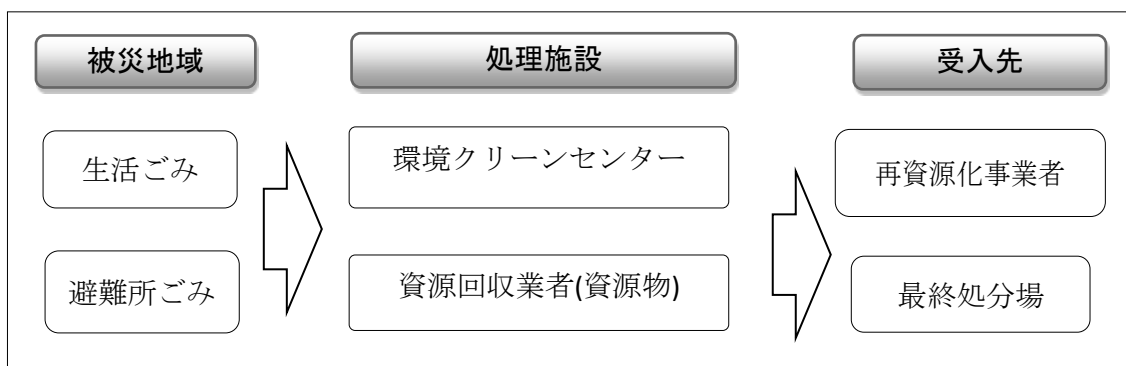 被災地域
処理施設
受入先
生活ごみ
環境クリーンセンター
再資源化事業者
避難所ごみ
資源回収業者(資源物)
最終処分場